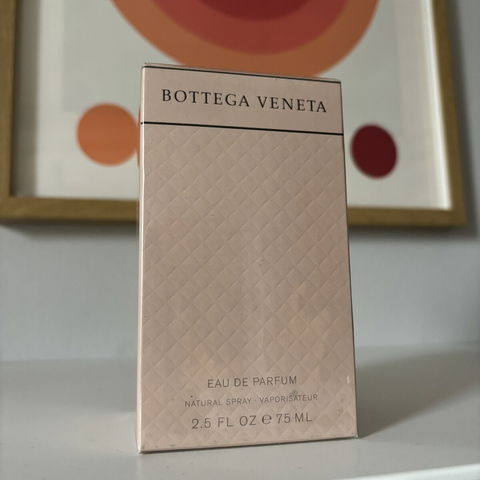 BOTTEGA VENETA
EAU DE PARFUM
NATURAL SPRAY · VAPORISATEUR
2.5 FL OZ ℮ 75 ML